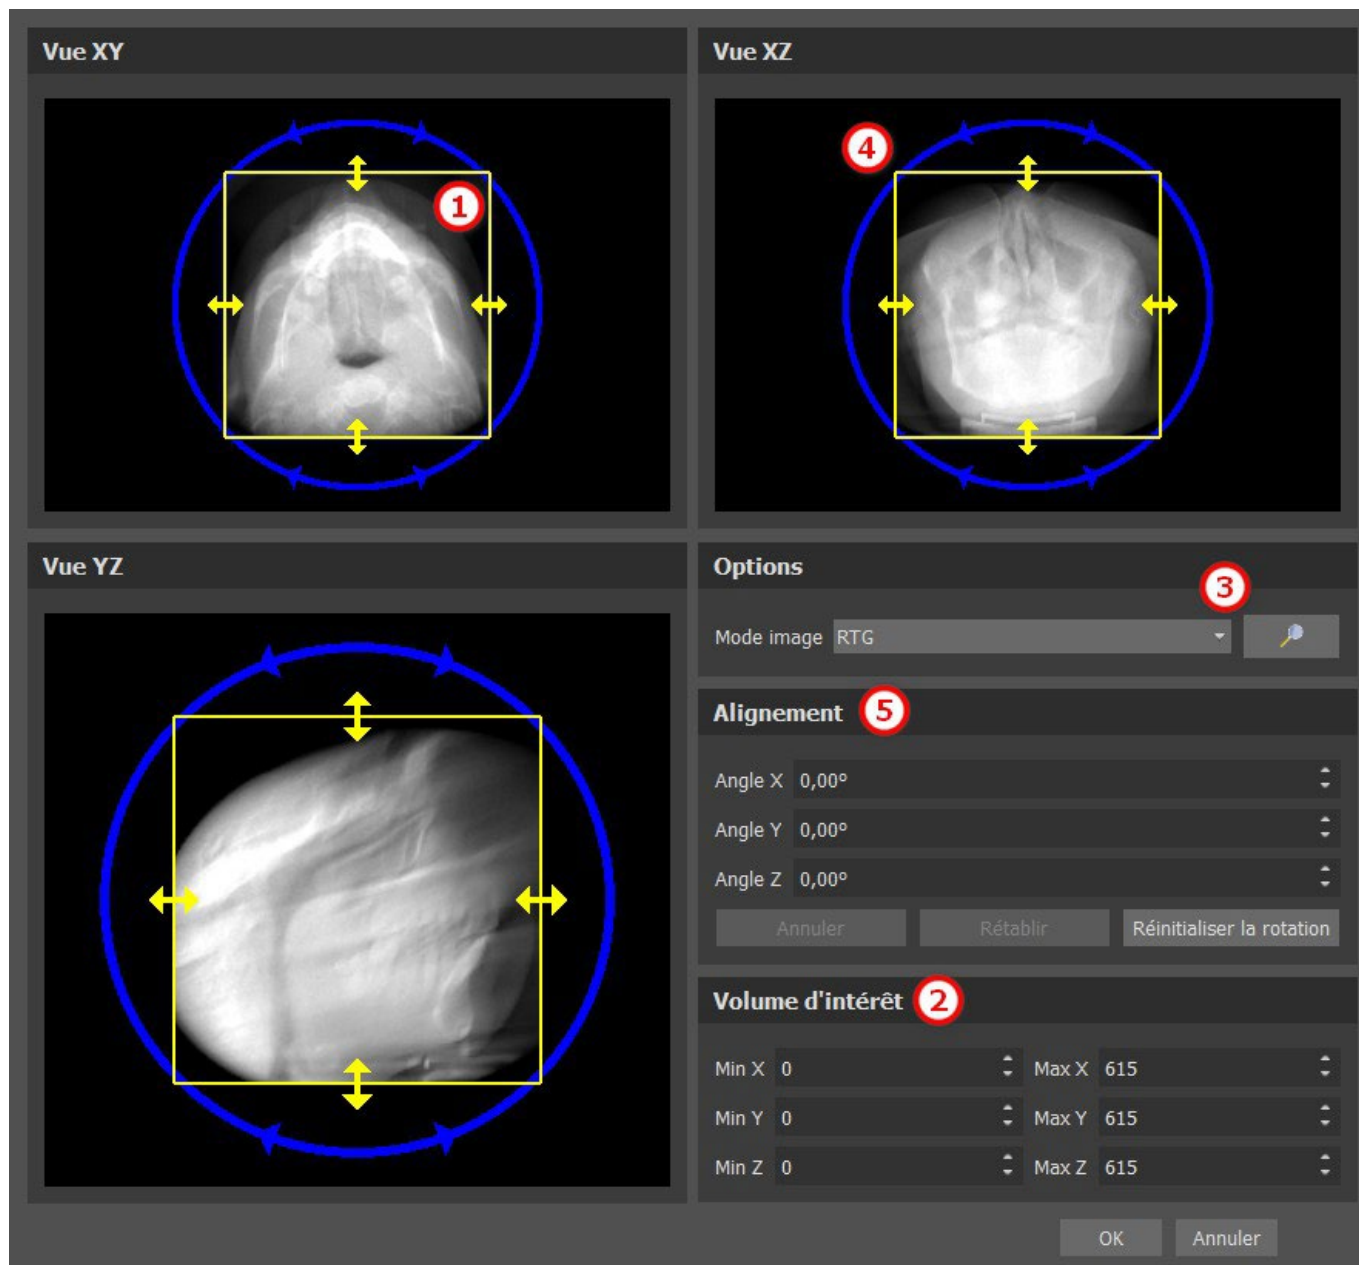 Vue XY
1
Vue XZ
4
Vue YZ
Options
3
Mode image RTG
Alignement 5
Angle X 0,00°
Angle Y 0,00°
Angle Z 0,00°
Annuler Rétablir Réinitialiser la rotation
Volume d'intérêt 2
Min X 0 Max X 615
Min Y 0 Max Y 615
Min Z 0 Max Z 615
OK Annuler